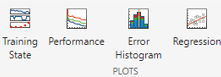 Training State
Performance
Error Histogram
Regression
PLOTS